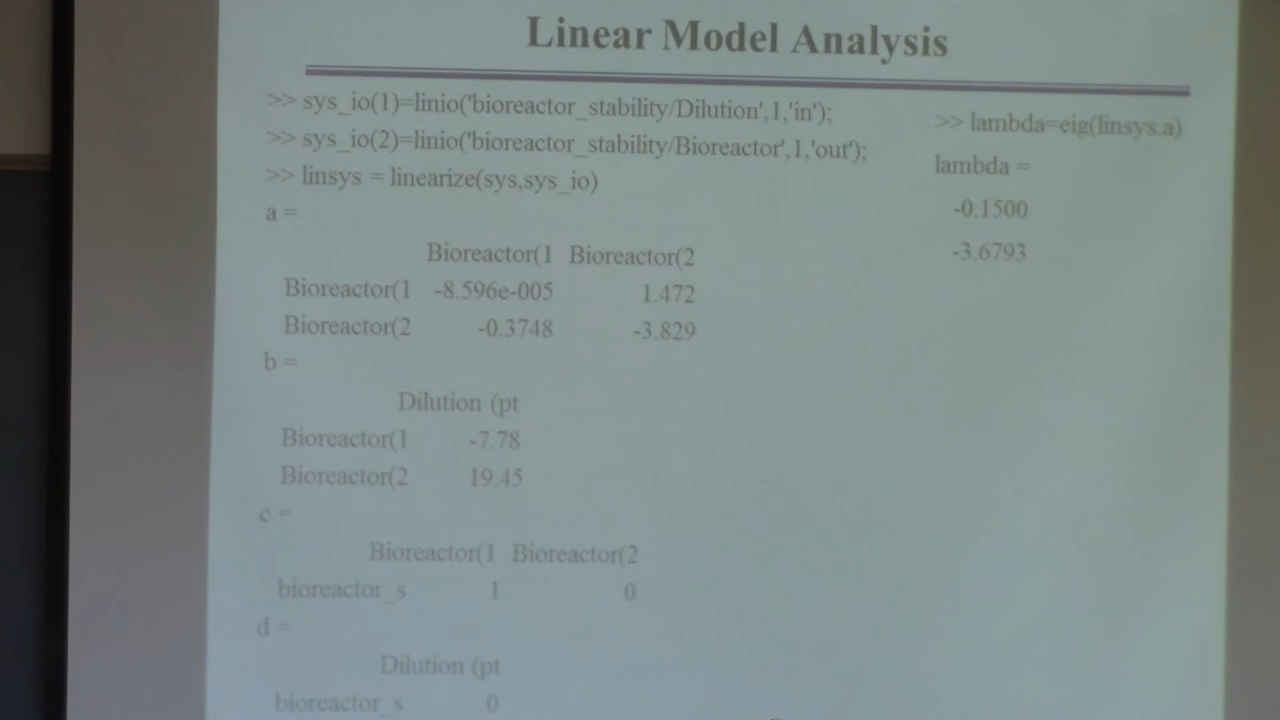 Linear Model Analysis
>> sys_io(1)=linio('bioreactor_stability/Dilution',1,'in');
>> sys_io(2)=linio('bioreactor_stability/Bioreactor',1,'out');
>> linsys = linearize(sys,sys_io)
a =
Bioreactor(1 Bioreactor(2
Bioreactor(1 -8.596e-005 1.472
Bioreactor(2 -0.3748 -3.829
b =
Dilution (pt
Bioreactor(1 -7.78
Bioreactor(2 19.45
c =
Bioreactor(1 Bioreactor(2
bioreactor_s 1 0
d =
Dilution (pt
bioreactor_s 0
>> lambda=eig(linsys.a)
lambda =
-0.1500
-3.6793